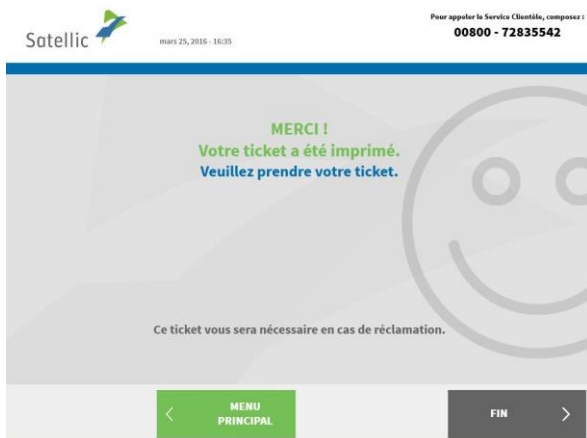 Satellic
mars 25, 2016 - 16:35
Pour appeler le Service Clientèle, composez :
00800 - 72835542
MERCI !
Votre ticket a été imprimé.
Veuillez prendre votre ticket.
Ce ticket vous sera nécessaire en cas de réclamation.
MENU
PRINCIPAL
FIN